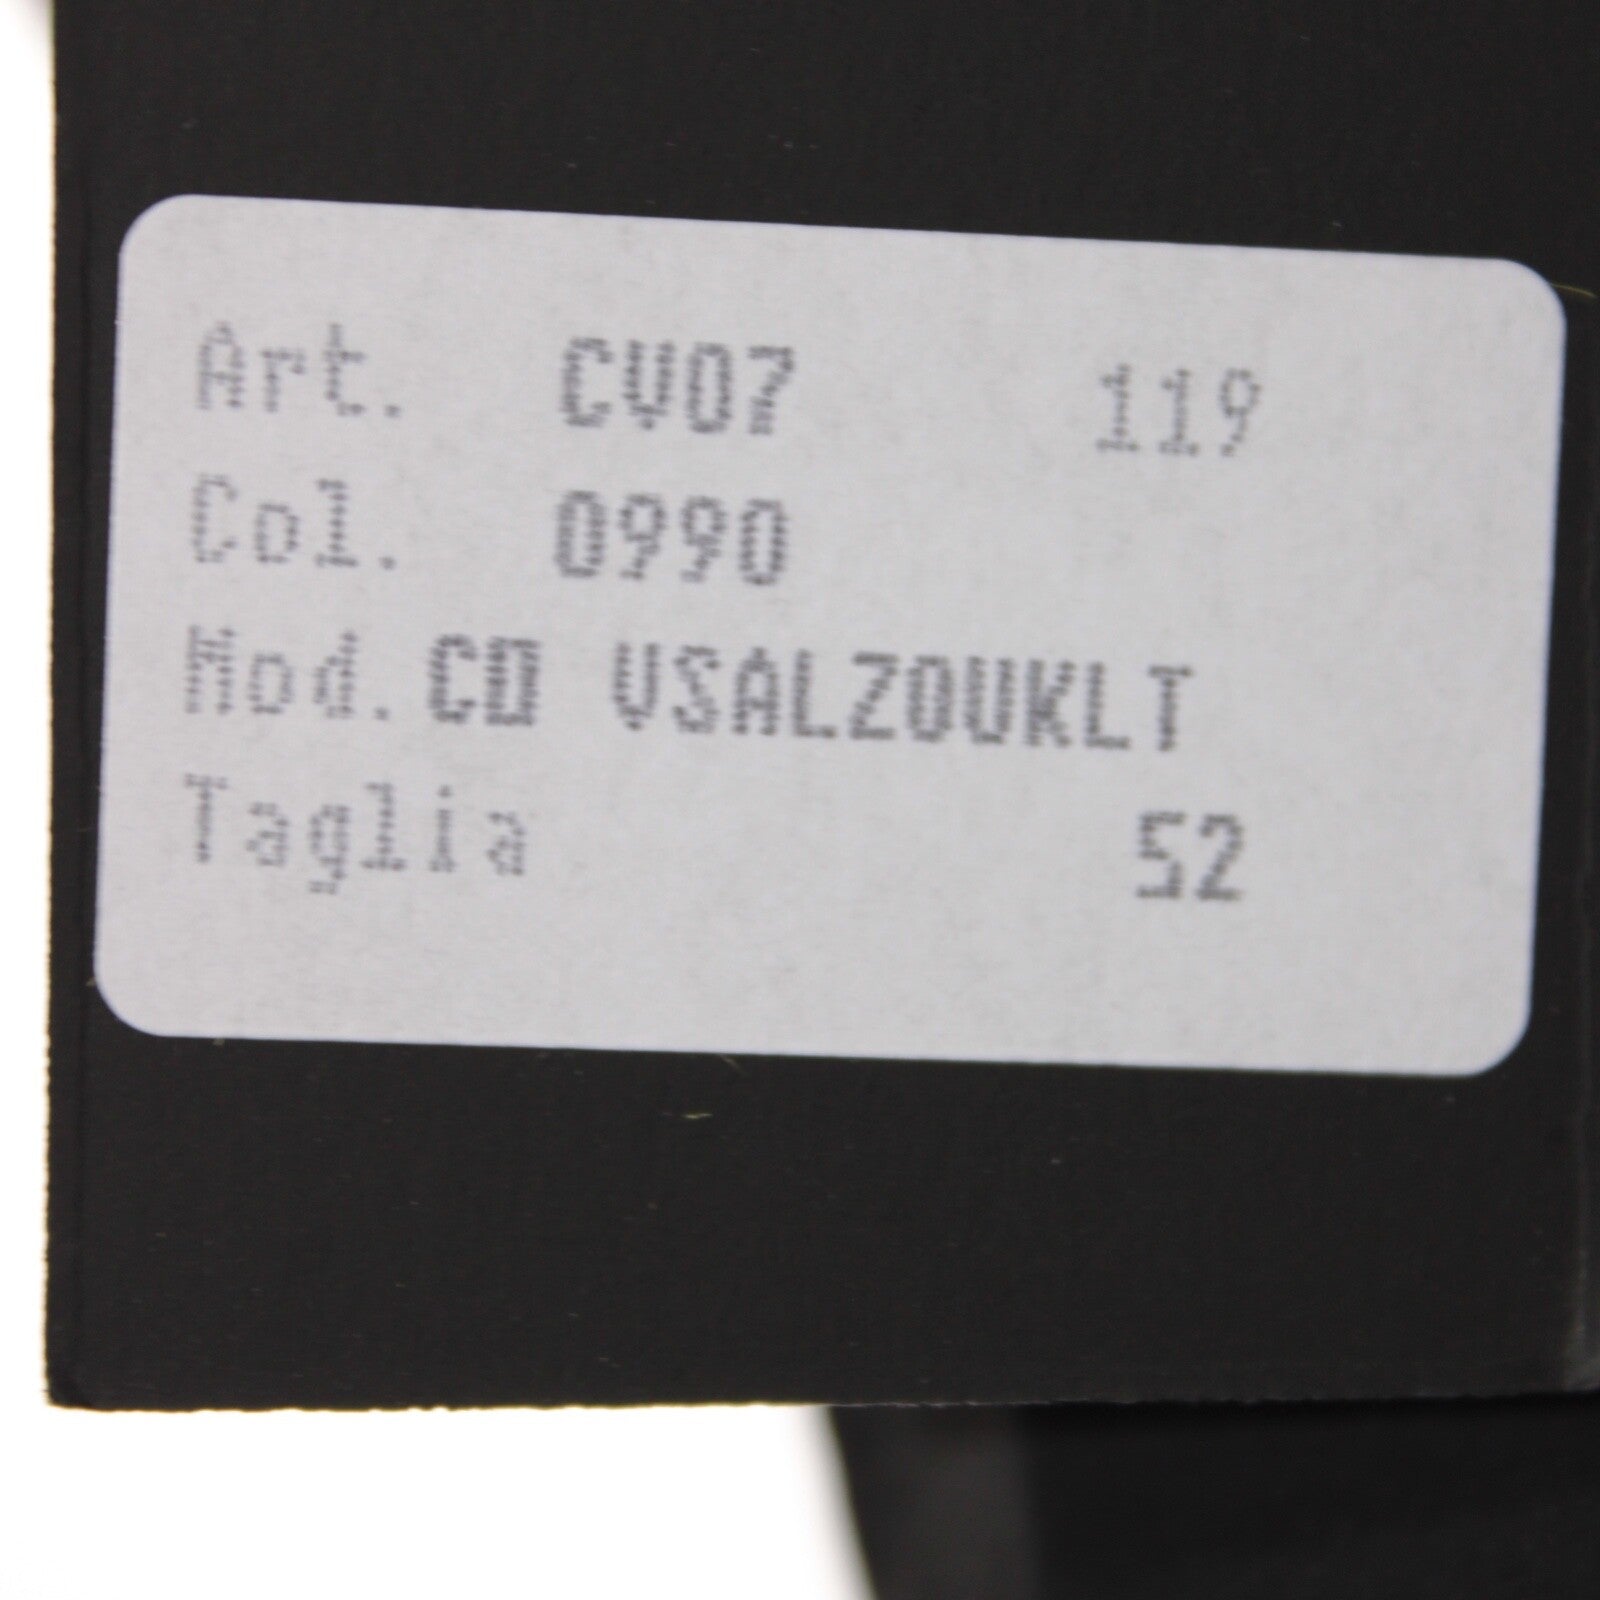 Art. CV07 119
Col. 0990
Mod. CD VSALZOUKLT
Taglia 52